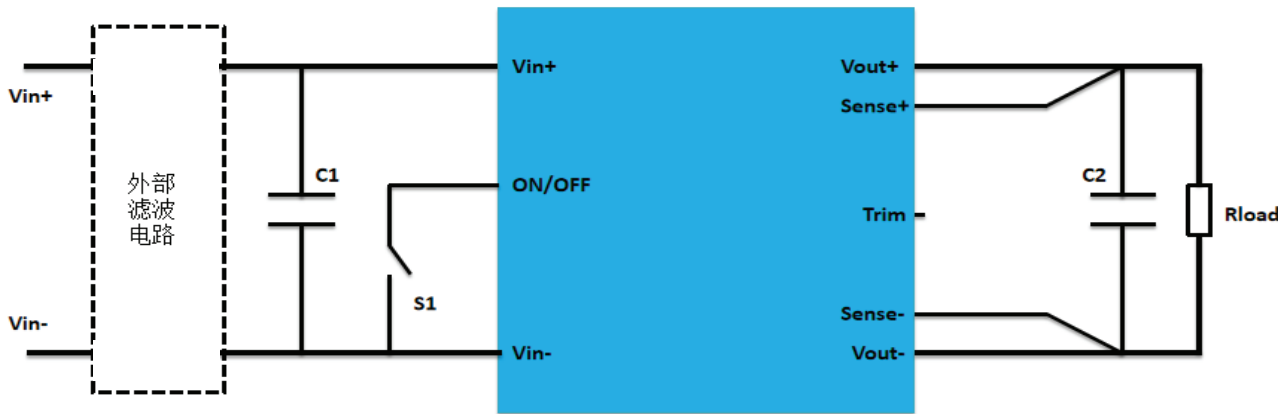 Vin+
Vin-
外部
滤波
电路
C1
S1
Vin+
ON/OFF
Vin-
Vout+
Sense+
Trim
Sense-
Vout-
C2
Rload